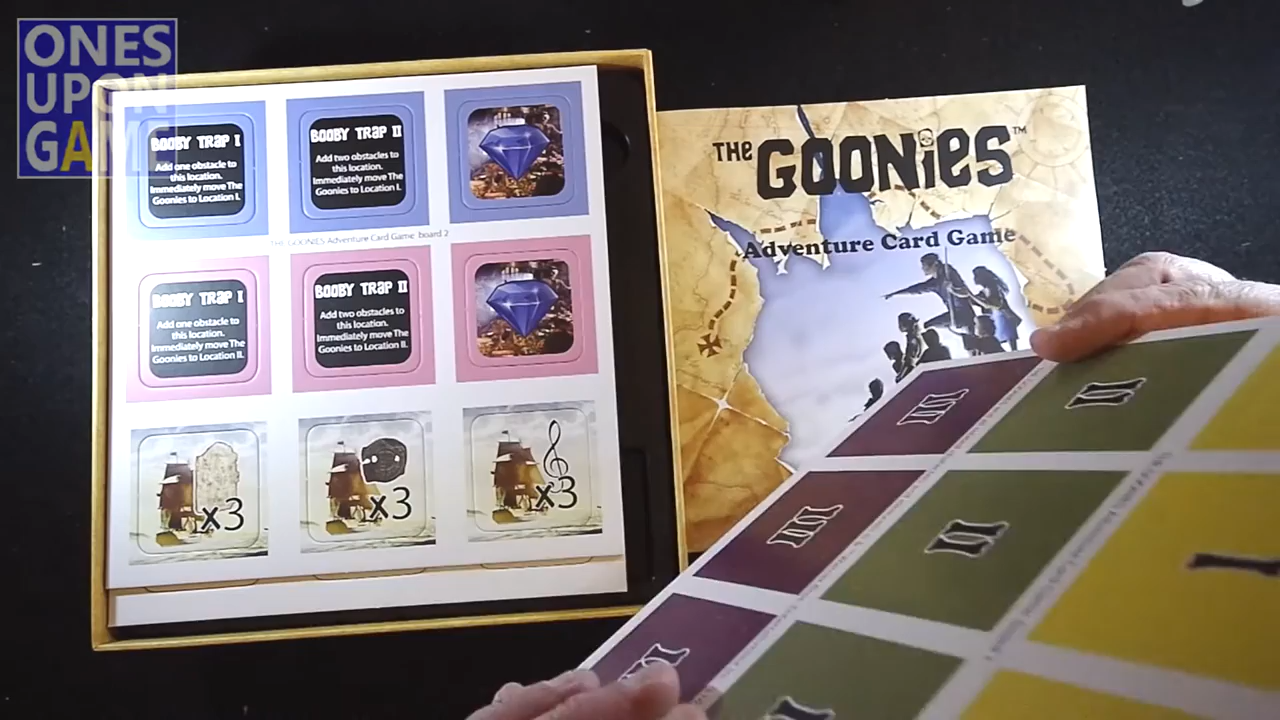 ONES
UPON
GAME
BOOBY TRAP I
Add one obstacle to
this location.
Immediately move The
Goonies to Location I.
BOOBY TRAP II
Add two obstacles to
this location.
Immediately move The
Goonies to Location I.
THE GOONIES Adventure Card Game board 2
BOOBY TRAP I
Add one obstacle to
this location.
Immediately move The
Goonies to Location II.
BOOBY TRAP II
Add two obstacles to
this location.
Immediately move The
Goonies to Location II.
x3
x3
x3
THE GOONIES™
Adventure Card Game
III
II
III
II
I
III
II